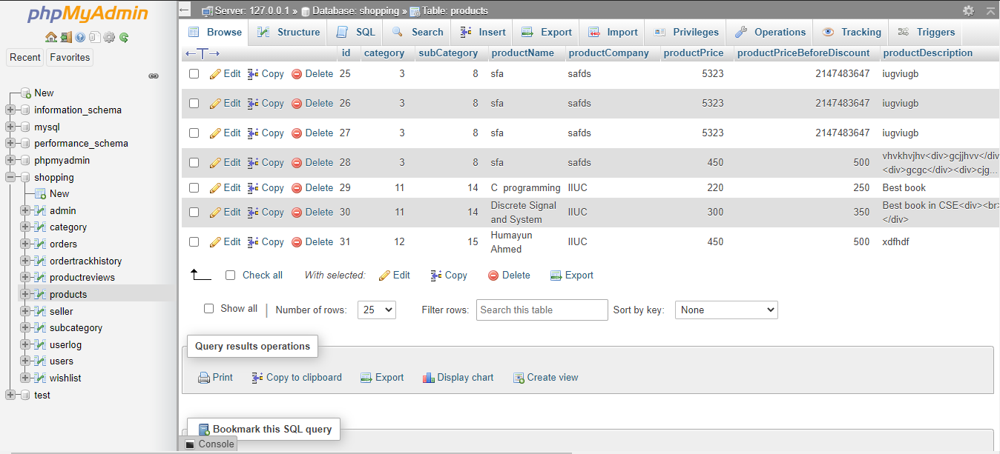 phpMyAdmin
Recent Favorites
New
information_schema
mysql
performance_schema
phpmyadmin
shopping
New
admin
category
orders
ordertrackhistory
productreviews
products
seller
subcategory
userlog
users
wishlist
test
Server: 127.0.0.1 » Database: shopping » Table: products
Browse Structure SQL Search Insert Export Import Privileges Operations Tracking Triggers
←T→ id category subCategory productName productCompany productPrice productPriceBeforeDiscount productDescription
Edit Copy Delete 25 3 8 sfa safds 5323 2147483647 iugviugb
Edit Copy Delete 26 3 8 sfa safds 5323 2147483647 iugviugb
Edit Copy Delete 27 3 8 sfa safds 5323 2147483647 iugviugb
Edit Copy Delete 28 3 8 sfa safds 450 500 vhvkhvjhv<div>gcjjhvv</div
<div>gcgc</div><div>cjg...
Edit Copy Delete 29 11 14 C programming IIUC 220 250 Best book
Edit Copy Delete 30 11 14 Discrete Signal and System IIUC 300 350 Best book in CSE<div><br>
</div>
Edit Copy Delete 31 12 15 Humayun Ahmed IIUC 450 500 xdfhdf
Check all With selected: Edit Copy Delete Export
Show all | Number of rows: 25 Filter rows: Search this table Sort by key: None
Query results operations
Print Copy to clipboard Export Display chart Create view
Bookmark this SQL query
Console